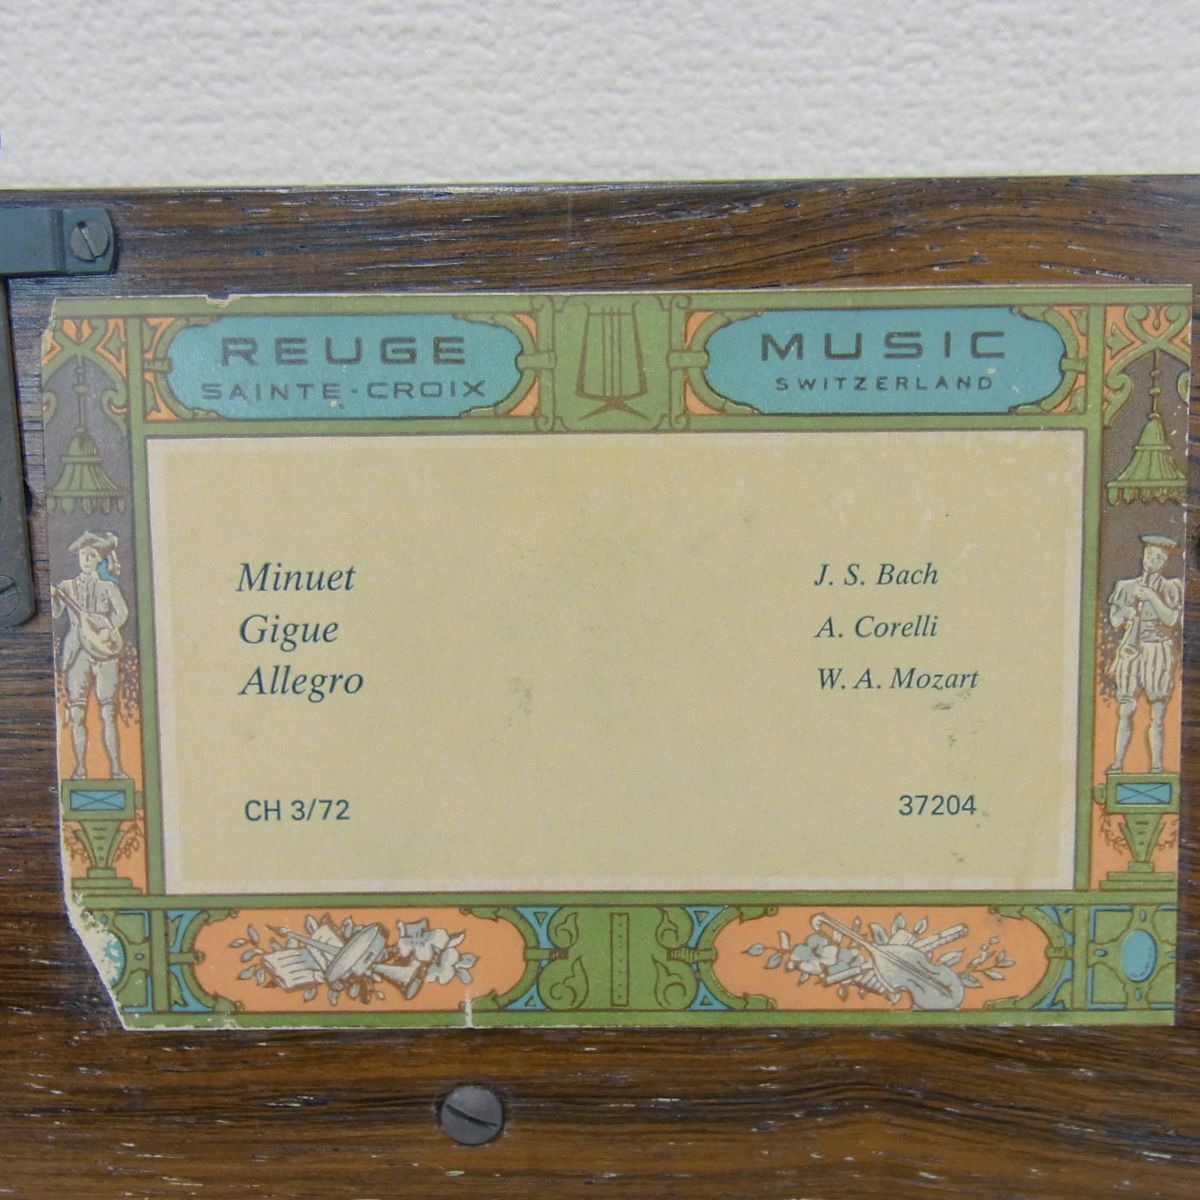 REUGE MUSIC
SAINTE-CROIX SWITZERLAND
Minuet J. S. Bach
Gigue A. Corelli
Allegro W. A. Mozart
CH 3/72 37204